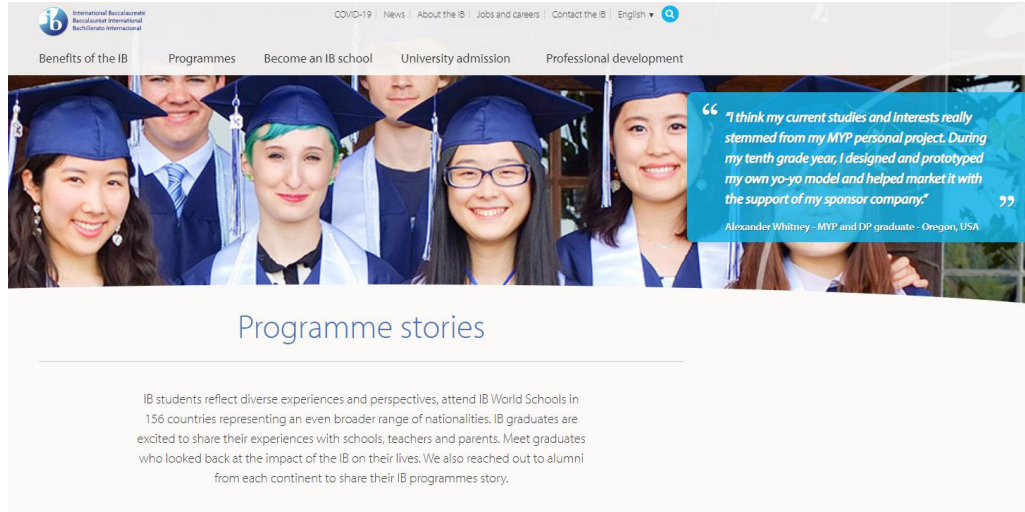 International Baccalaureate
Baccalauréat International
Bachillerato Internacional
COVID-19 | News | About the IB | Jobs and careers | Contact the IB | English ▾
Benefits of the IB Programmes Become an IB school University admission Professional development
“ "I think my current studies and interests really
stemmed from my MYP personal project. During
my tenth grade year, I designed and prototyped
my own yo-yo model and helped market it with
the support of my sponsor company." ”
Alexander Whitney - MYP and DP graduate - Oregon, USA
Programme stories
IB students reflect diverse experiences and perspectives, attend IB World Schools in
156 countries representing an even broader range of nationalities. IB graduates are
excited to share their experiences with schools, teachers and parents. Meet graduates
who looked back at the impact of the IB on their lives. We also reached out to alumni
from each continent to share their IB programmes story.